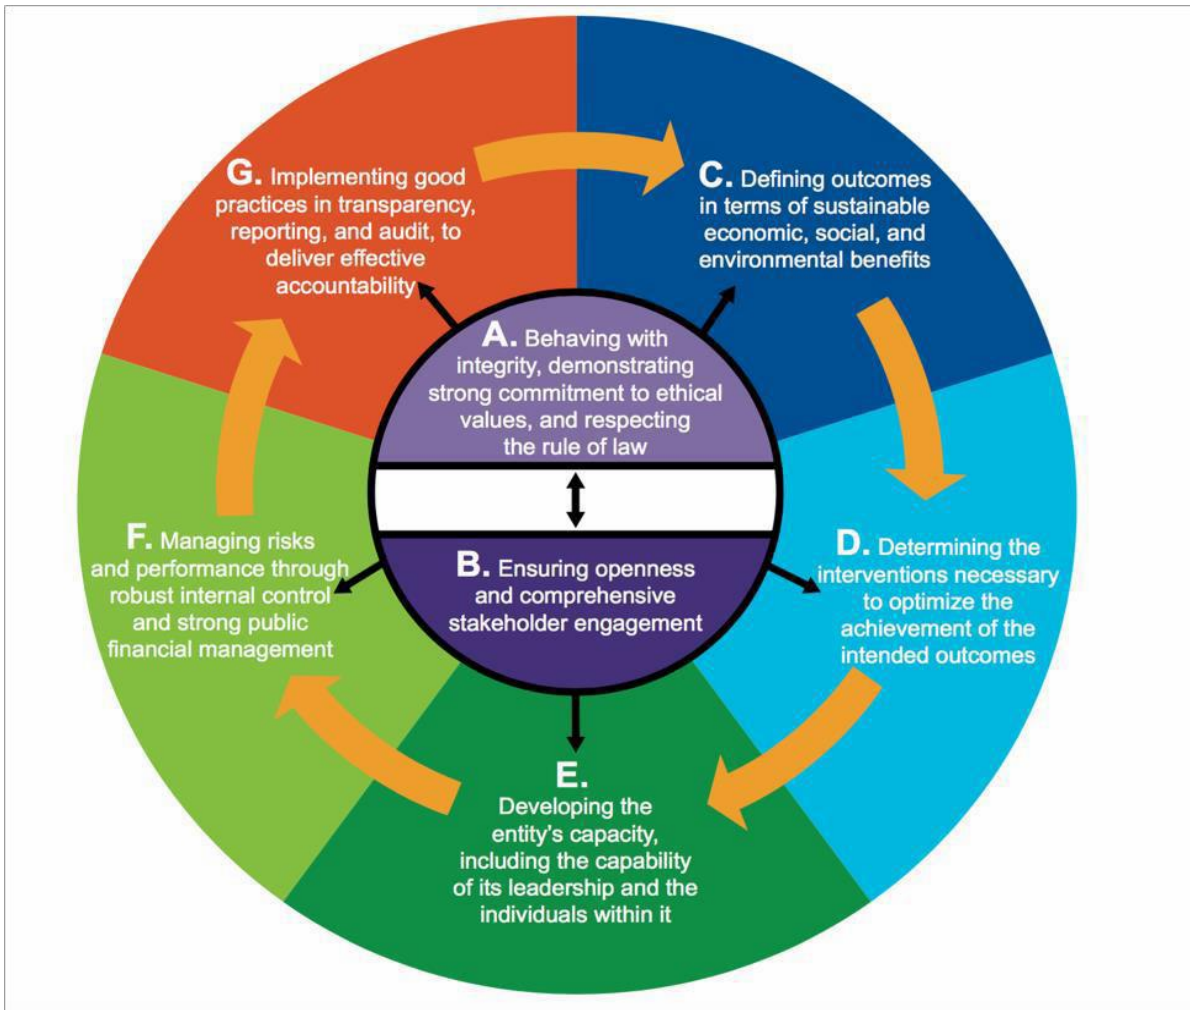 A. Behaving with
integrity, demonstrating
strong commitment to ethical
values, and respecting
the rule of law
B. Ensuring openness
and comprehensive
stakeholder engagement
C. Defining outcomes
in terms of sustainable
economic, social, and
environmental benefits
D. Determining the
interventions necessary
to optimize the
achievement of the
intended outcomes
E.
Developing the
entity's capacity,
including the capability
of its leadership and the
individuals within it
F. Managing risks
and performance through
robust internal control
and strong public
financial management
G. Implementing good
practices in transparency,
reporting, and audit, to
deliver effective
accountability